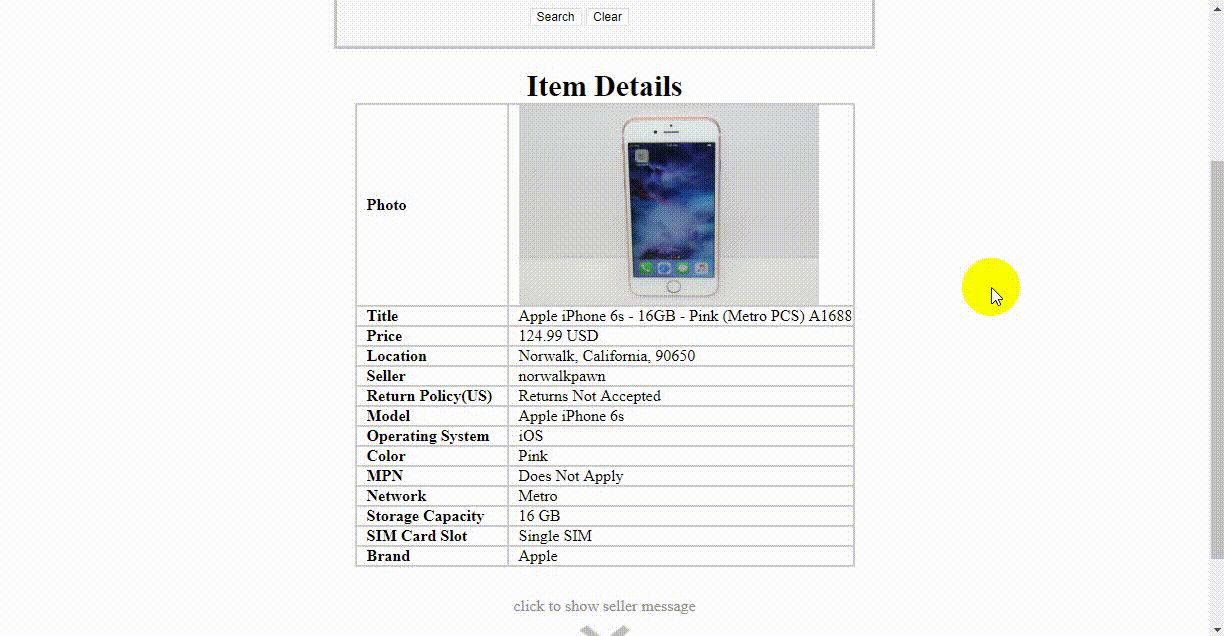 Search Clear
Item Details
Photo
Title Apple iPhone 6s - 16GB - Pink (Metro PCS) A1688
Price 124.99 USD
Location Norwalk, California, 90650
Seller norwalkpawn
Return Policy(US) Returns Not Accepted
Model Apple iPhone 6s
Operating System iOS
Color Pink
MPN Does Not Apply
Network Metro
Storage Capacity 16 GB
SIM Card Slot Single SIM
Brand Apple
click to show seller message